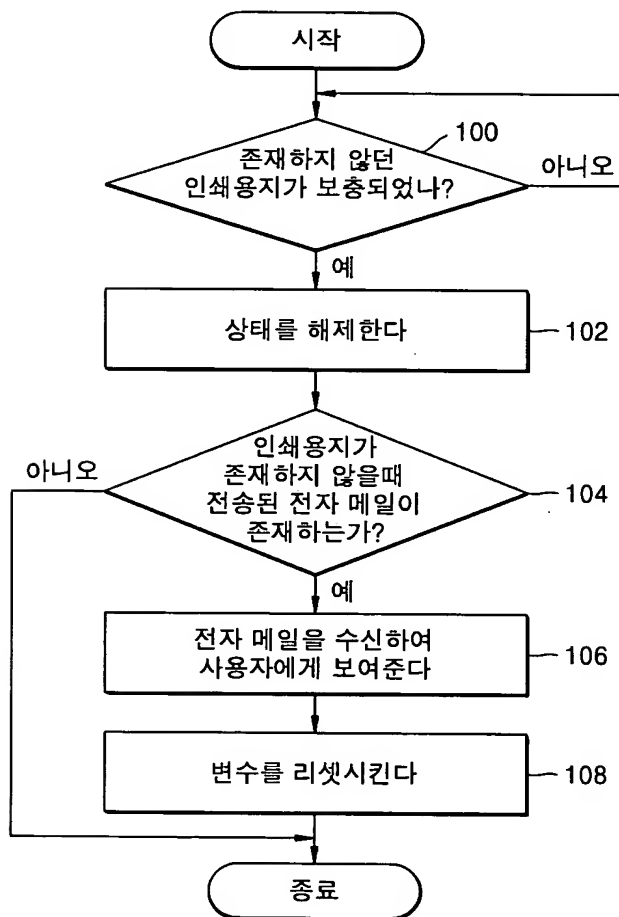 시작
100
존재하지 않던
인쇄용지가 보충되었나?
아니오
예
상태를 해제한다
102
인쇄용지가
아니오
존재하지 않을때
전송된 전자 메일이
104
존재하는가?
예
전자 메일을 수신하여
사용자에게 보여준다
106
변수를 리셋시킨다
108
종료